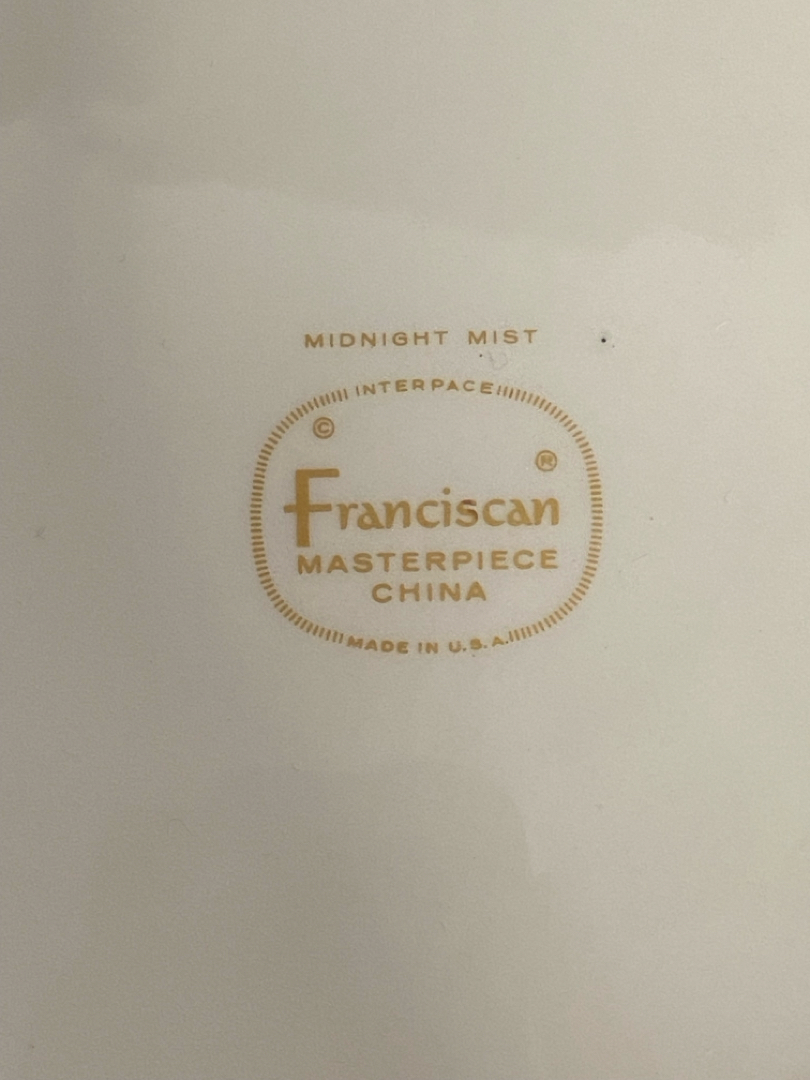 MIDNIGHT MIST
INTERPACE
©
®
Franciscan
MASTERPIECE
CHINA
MADE IN U.S.A.